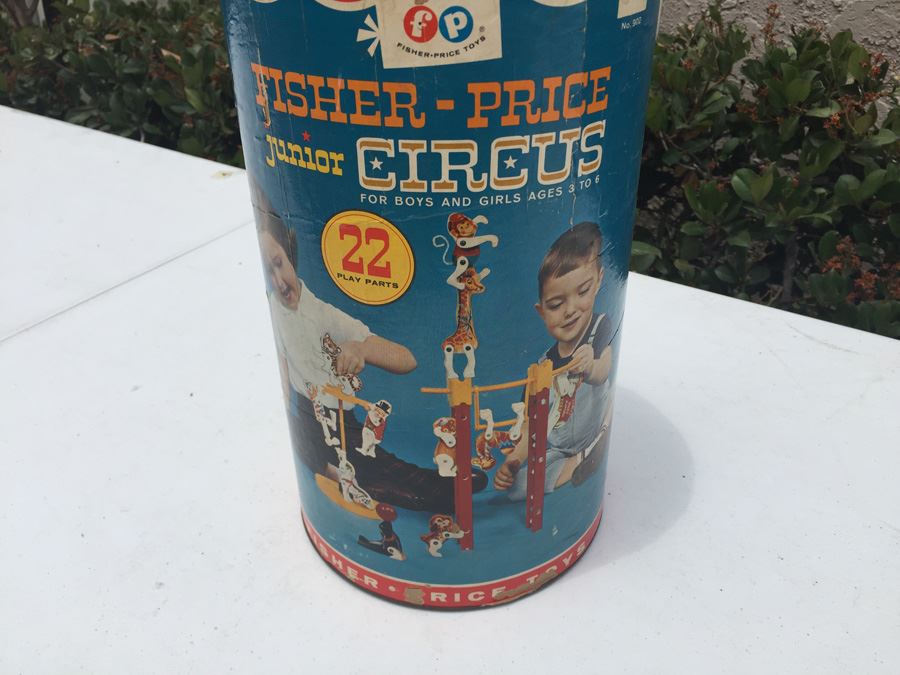 No. 902
fp
FISHER-PRICE TOYS
FISHER-PRICE
junior CIRCUS
FOR BOYS AND GIRLS AGES 3 TO 6
22
PLAY PARTS
ISHER • PRICE TOYS